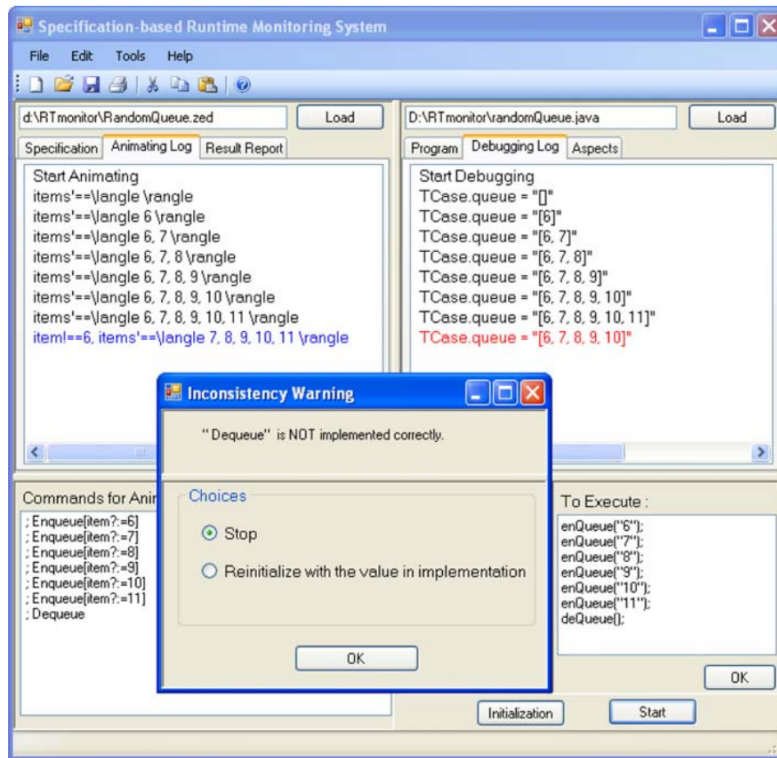 Specification-based Runtime Monitoring System
File Edit Tools Help
d:\RTmonitor\RandomQueue.zed Load
Specification Animating Log Result Report
Start Animating
items'==\langle \rangle
items'==\langle 6 \rangle
items'==\langle 6, 7 \rangle
items'==\langle 6, 7, 8 \rangle
items'==\langle 6, 7, 8, 9 \rangle
items'==\langle 6, 7, 8, 9, 10 \rangle
items'==\langle 6, 7, 8, 9, 10, 11 \rangle
item!==6, items'==\langle 7, 8, 9, 10, 11 \rangle
D:\RTmonitor\randomQueue.java Load
Program Debugging Log Aspects
Start Debugging
TCase.queue = "[]"
TCase.queue = "[6]"
TCase.queue = "[6, 7]"
TCase.queue = "[6, 7, 8]"
TCase.queue = "[6, 7, 8, 9]"
TCase.queue = "[6, 7, 8, 9, 10]"
TCase.queue = "[6, 7, 8, 9, 10, 11]"
TCase.queue = "[6, 7, 8, 9, 10]"
Inconsistency Warning
"Dequeue" is NOT implemented correctly.
Choices
Stop
Reinitialize with the value in implementation
OK
Commands for Anim
; Enqueue[item?:=6]
; Enqueue[item?:=7]
; Enqueue[item?:=8]
; Enqueue[item?:=9]
; Enqueue[item?:=10]
; Enqueue[item?:=11]
; Dequeue
To Execute :
enQueue("6");
enQueue("7");
enQueue("8");
enQueue("9");
enQueue("10");
enQueue("11");
deQueue();
OK
Initialization Start